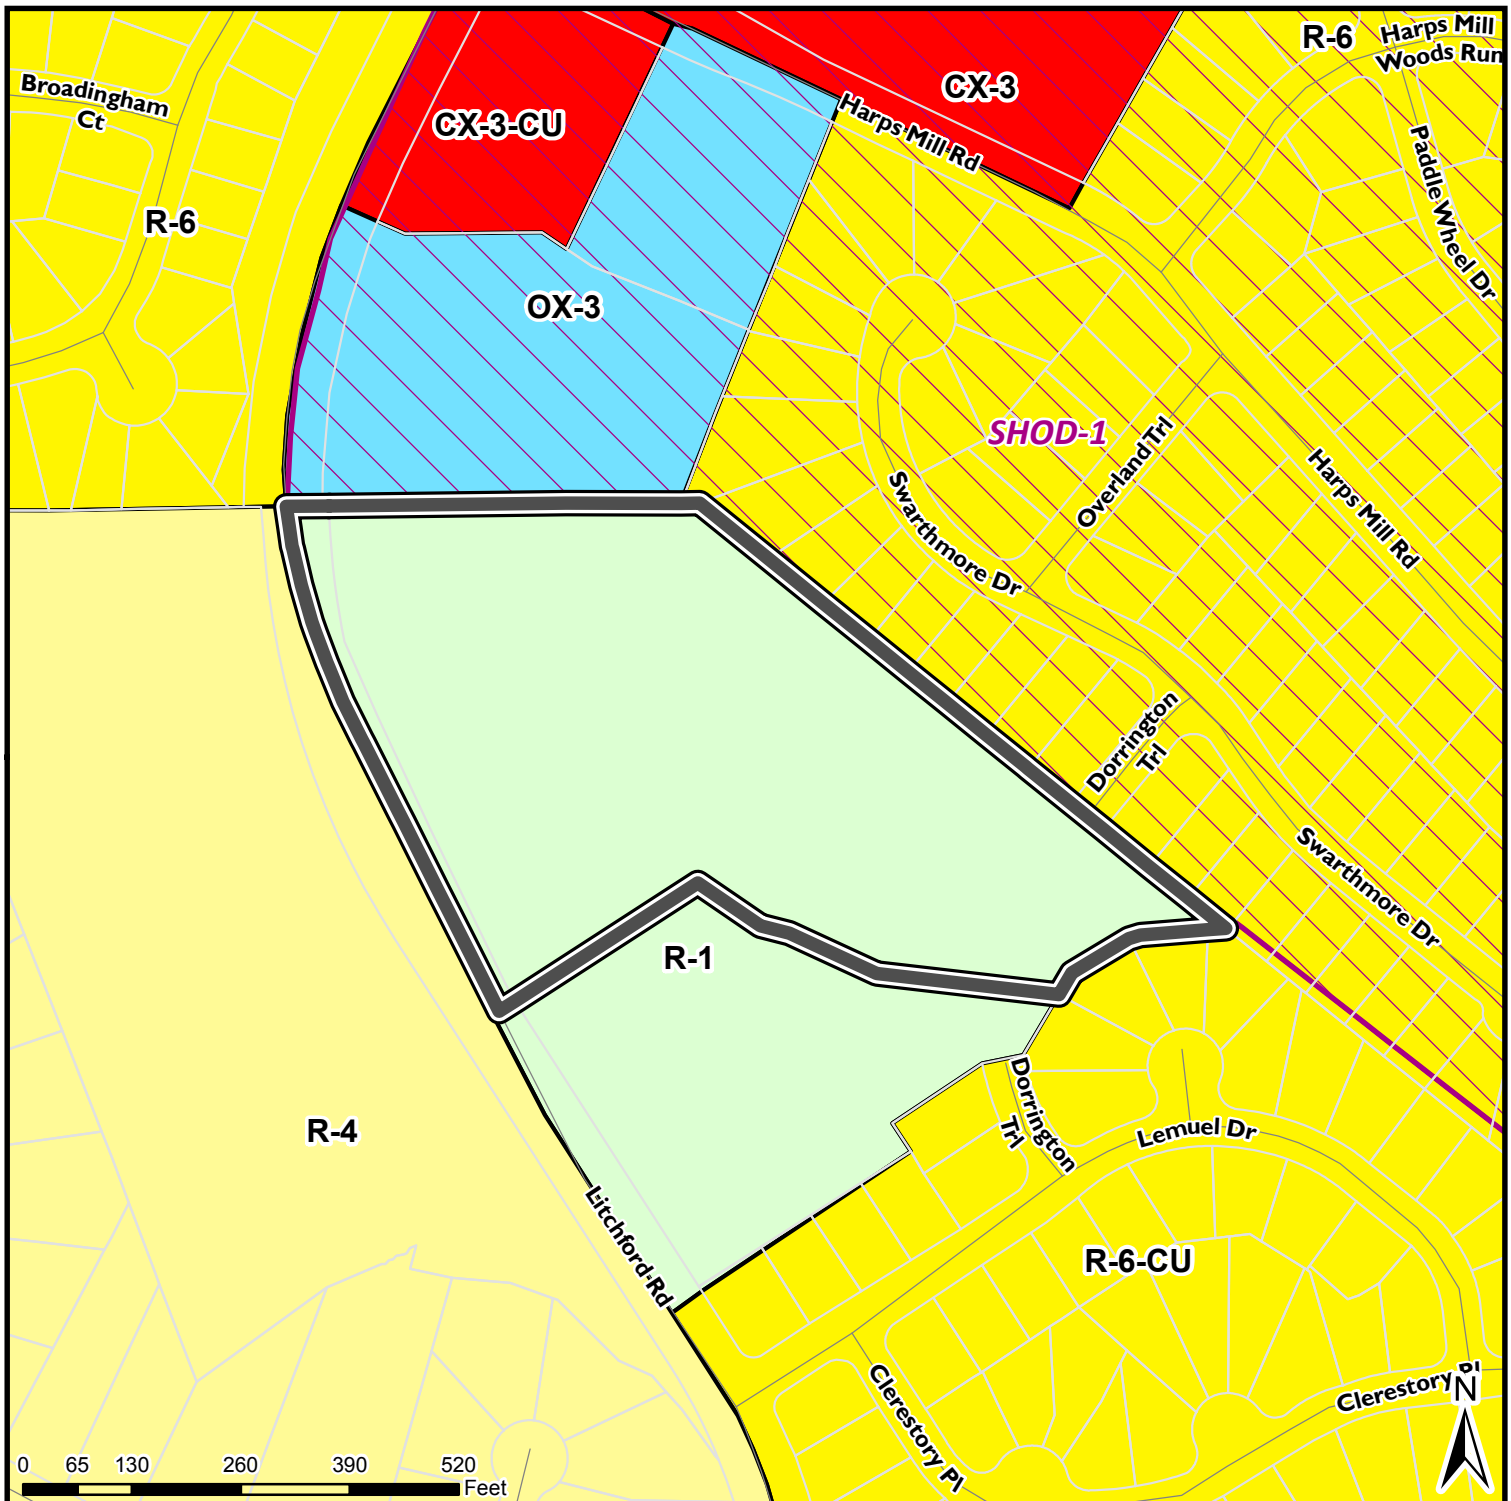 R-6
Harps Mill
Woods Run
CX-3
Broadingham
Ct
CX-3-CU
Harps Mill Rd
Paddle Wheel Dr
R-6
OX-3
SHOD-1
Overland Trl
Harps Mill Rd
Swarthmore Dr
Dorrington
Trl
Swarthmore Dr
R-1
Dorrington
Trl
Lemuel Dr
R-4
Litchford Rd
R-6-CU
Clerestory Pl
Clerestory Pl
N
0 65 130 260 390 520
Feet